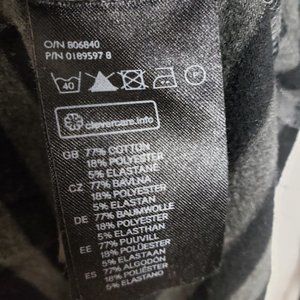 O/N 806840
P/N 0189597 8
40
clevercare.info
GB 77% COTTON
18% POLYESTER
5% ELASTANE
CZ 77% BAVLNA
18% POLYESTER
5% ELASTAN
DE 77% BAUMWOLLE
18% POLYESTER
5% ELASTHAN
EE 77% PUUVILL
18% POLÜESTER
5% ELASTAAN
ES 77% ALGODÓN
18% POLIÉSTER
5% ELASTANO